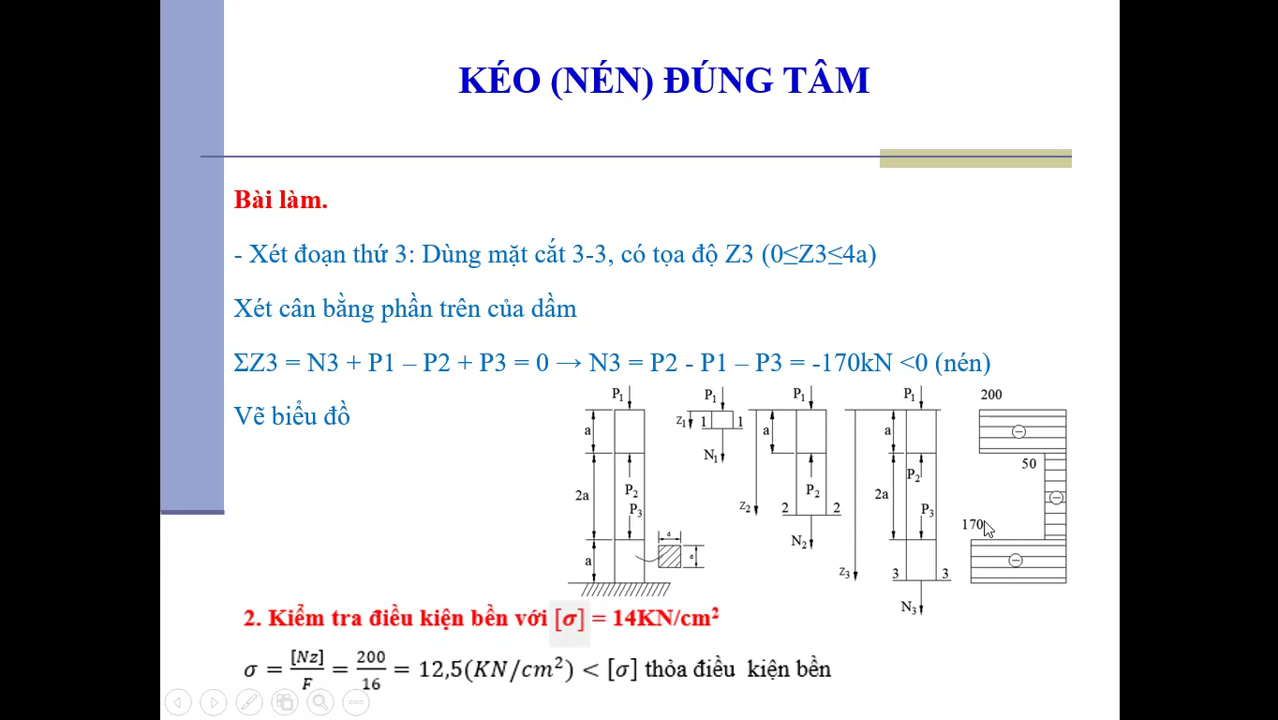 KÉO (NÉN) ĐÚNG TÂM
Bài làm.
- Xét đoạn thứ 3: Dùng mặt cắt 3-3, có tọa độ Z3 (0≤Z3≤4a)
Xét cân bằng phần trên của dầm
ΣZ3 = N3 + P1 – P2 + P3 = 0 → N3 = P2 - P1 – P3 = -170kN <0 (nén)
Vẽ biểu đồ
P₁ P₁ P₁ P₁ 200
a Z₁ 1 1 a a
N₁ 50
P₂ P₂ P₂
2a P₃ Z₂ 2 2 2a P₃ 170
N₂
a Z₃ 3 3
N₃
2. Kiểm tra điều kiện bền với [σ] = 14KN/cm²
σ = [Nz]/F = 200/16 = 12,5(KN/cm²) < [σ] thỏa điều kiện bền